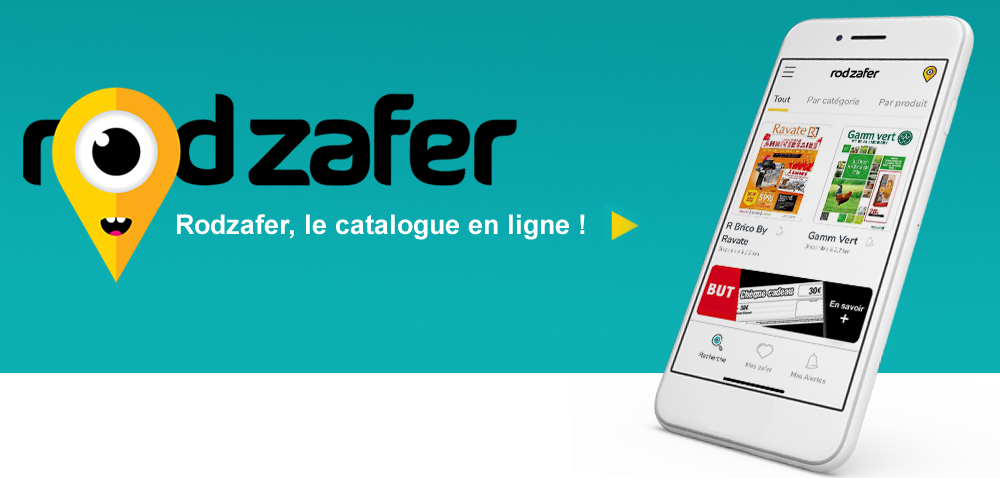 rodzafer
Rodzafer, le catalogue en ligne !
rodzafer
Tout Par catégorie Par produit
Ravate
Gamm vert
R Brico By
Ravate
Gamm Vert
BUT
Chèque cadeau 30€
En savoir
+
Recherche Mes zafer Mes Alertes